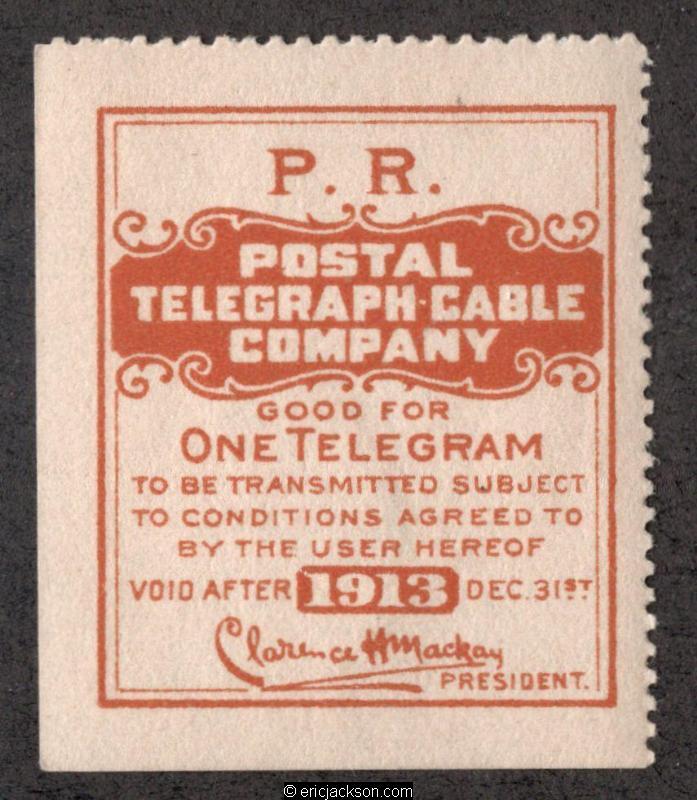 P. R.
POSTAL
TELEGRAPH-CABLE
COMPANY
GOOD FOR
ONE TELEGRAM
TO BE TRANSMITTED SUBJECT
TO CONDITIONS AGREED TO
BY THE USER HEREOF
VOID AFTER 1913 DEC. 31ST.
Clarence H Mackay
PRESIDENT.
© ericjackson.com